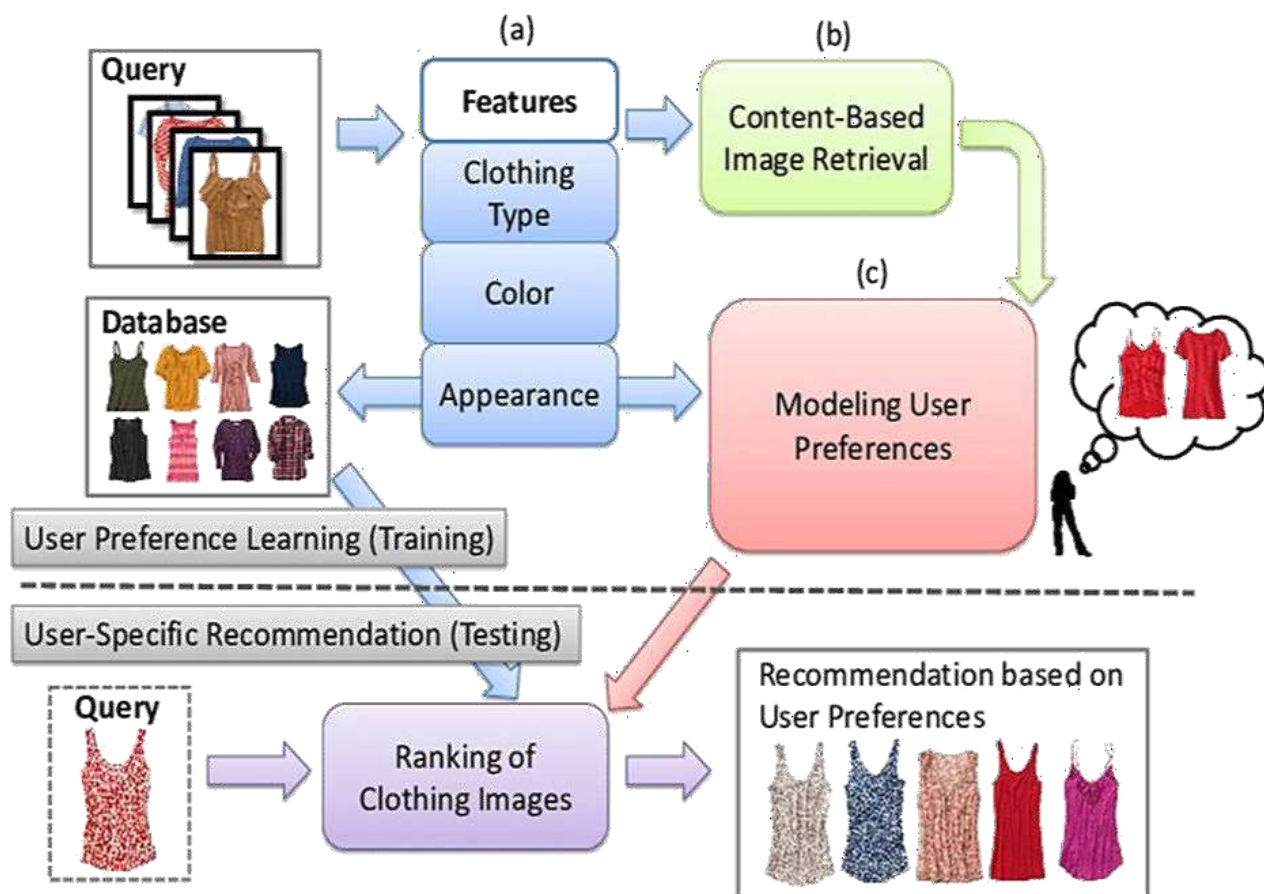 (a)
(b)
Query
Features
Content-Based
Image Retrieval
Clothing
Type
(c)
Color
Database
Appearance
Modeling User
Preferences
User Preference Learning (Training)
User-Specific Recommendation (Testing)
Query
Ranking of
Clothing Images
Recommendation based on
User Preferences